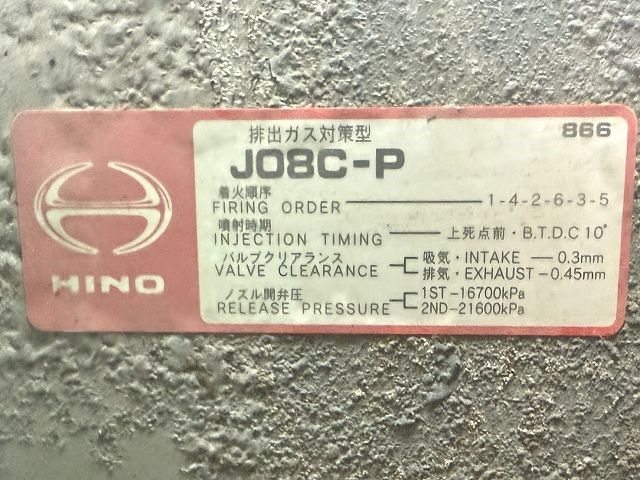 排出ガス対策型
866
J08C-P
着火順序
FIRING ORDER 1-4-2-6-3-5
噴射時期
INJECTION TIMING 上死点前・B.T.D.C 10°
バルブクリアランス
VALVE CLEARANCE
吸気・INTAKE — 0.3mm
排気・EXHAUST — 0.45mm
ノズル開弁圧
RELEASE PRESSURE
1ST-16700kPa
2ND-21600kPa
HINO